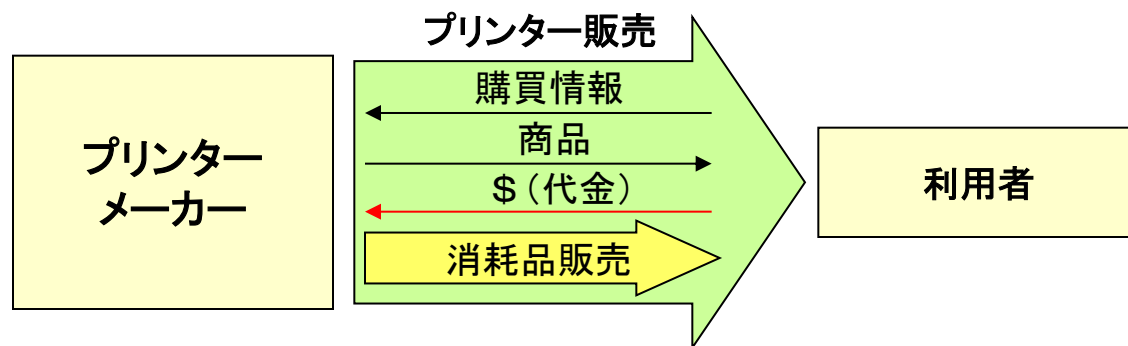 プリンター販売
購買情報
商品
＄（代金）
消耗品販売
プリンター
メーカー
利用者